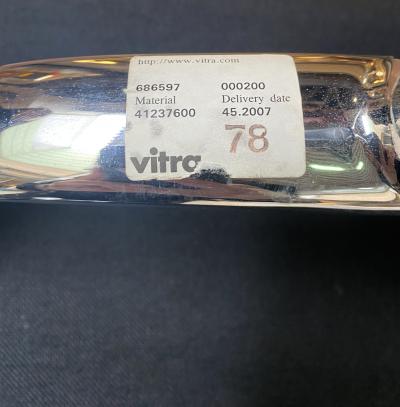 http://www.vitra.com
686597 000200
Material Delivery date
41237600 45.2007
78
vitra